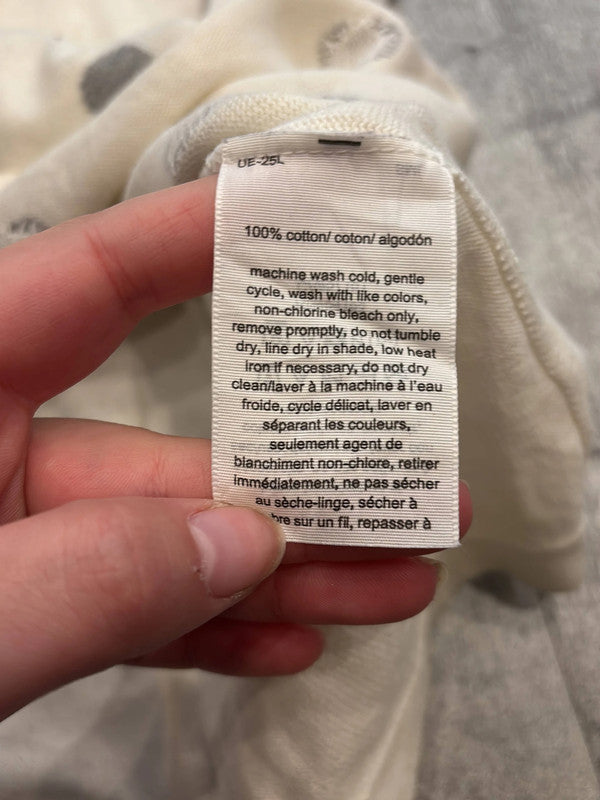 UE-25L
100% cotton/ coton/ algodón
machine wash cold, gentle
cycle, wash with like colors,
non-chlorine bleach only,
remove promptly, do not tumble
dry, line dry in shade, low heat
iron if necessary, do not dry
clean/laver à la machine à l'eau
froide, cycle délicat, laver en
séparant les couleurs,
seulement agent de
blanchiment non-chlore, retirer
immédiatement, ne pas sécher
au sèche-linge, sécher à
bre sur un fil, repasser à